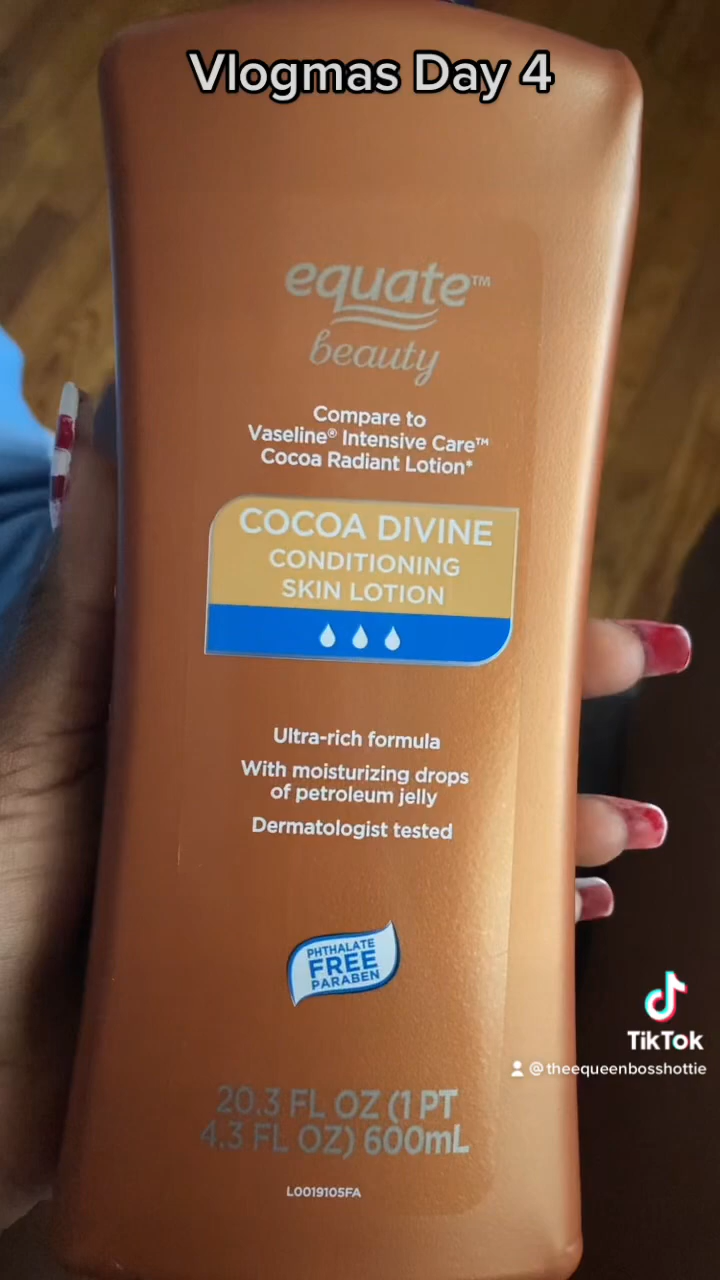 Vlogmas Day 4
equate™
beauty
Compare to
Vaseline® Intensive Care™
Cocoa Radiant Lotion*
COCOA DIVINE
CONDITIONING
SKIN LOTION
Ultra-rich formula
With moisturizing drops
of petroleum jelly
Dermatologist tested
PHTHALATE
FREE
PARABEN
TikTok
@theequeenbosshottie
20.3 FL OZ (1 PT
4.3 FL OZ) 600mL
L0019105FA